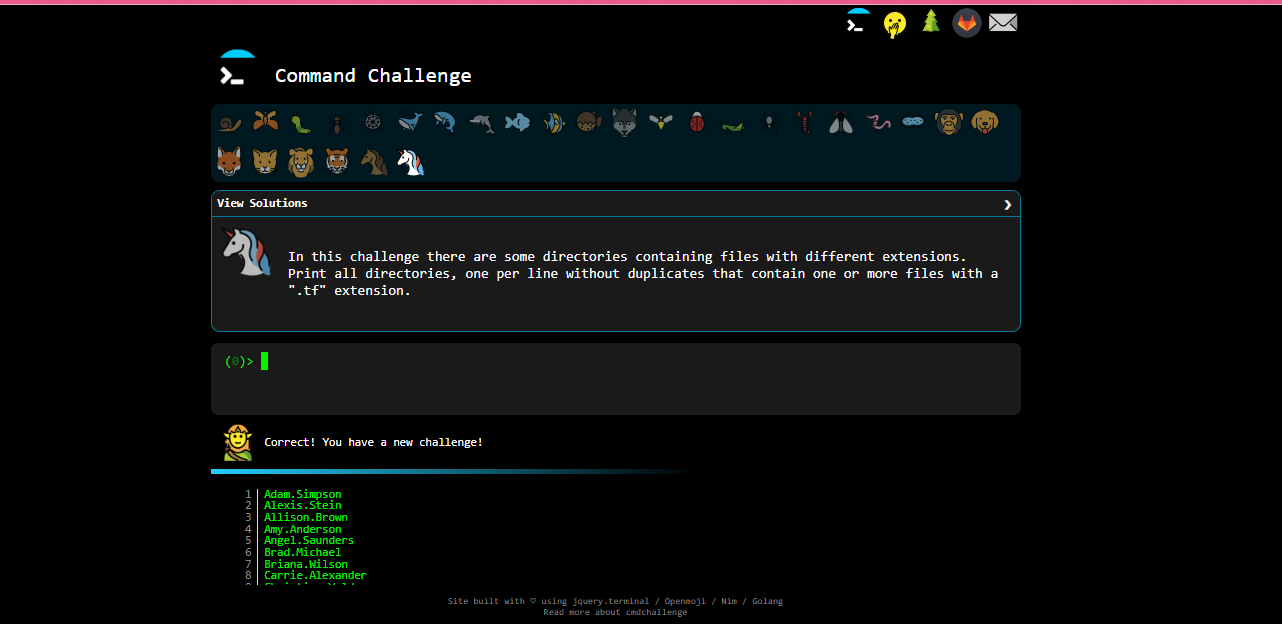 Command Challenge
View Solutions
In this challenge there are some directories containing files with different extensions.
Print all directories, one per line without duplicates that contain one or more files with a
".tf" extension.
(0)>
Correct! You have a new challenge!
1 Adam.Simpson
2 Alexis.Stein
3 Allison.Brown
4 Amy.Anderson
5 Angel.Saunders
6 Brad.Michael
7 Briana.Wilson
8 Carrie.Alexander
Site built with ♡ using jquery.terminal / Openmoji / Nim / Golang
Read more about cmdchallenge